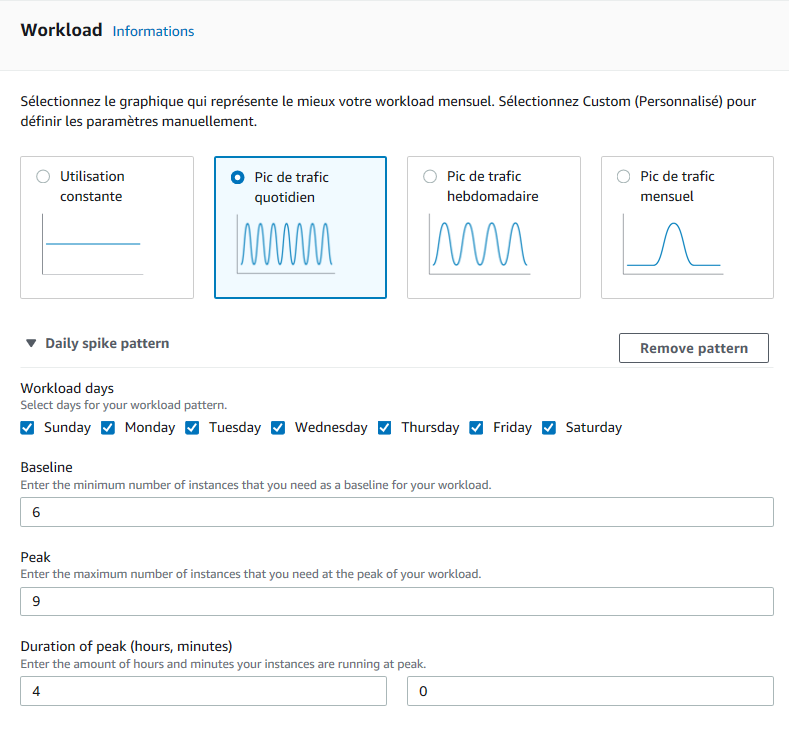 Workload Informations
Sélectionnez le graphique qui représente le mieux votre workload mensuel. Sélectionnez Custom (Personnalisé) pour
définir les paramètres manuellement.
Utilisation
constante
Pic de trafic
quotidien
Pic de trafic
hebdomadaire
Pic de trafic
mensuel
Daily spike pattern
Remove pattern
Workload days
Select days for your workload pattern.
Sunday Monday Tuesday Wednesday Thursday Friday Saturday
Baseline
Enter the minimum number of instances that you need as a baseline for your workload.
6
Peak
Enter the maximum number of instances that you need at the peak of your workload.
9
Duration of peak (hours, minutes)
Enter the amount of hours and minutes your instances are running at peak.
4 0